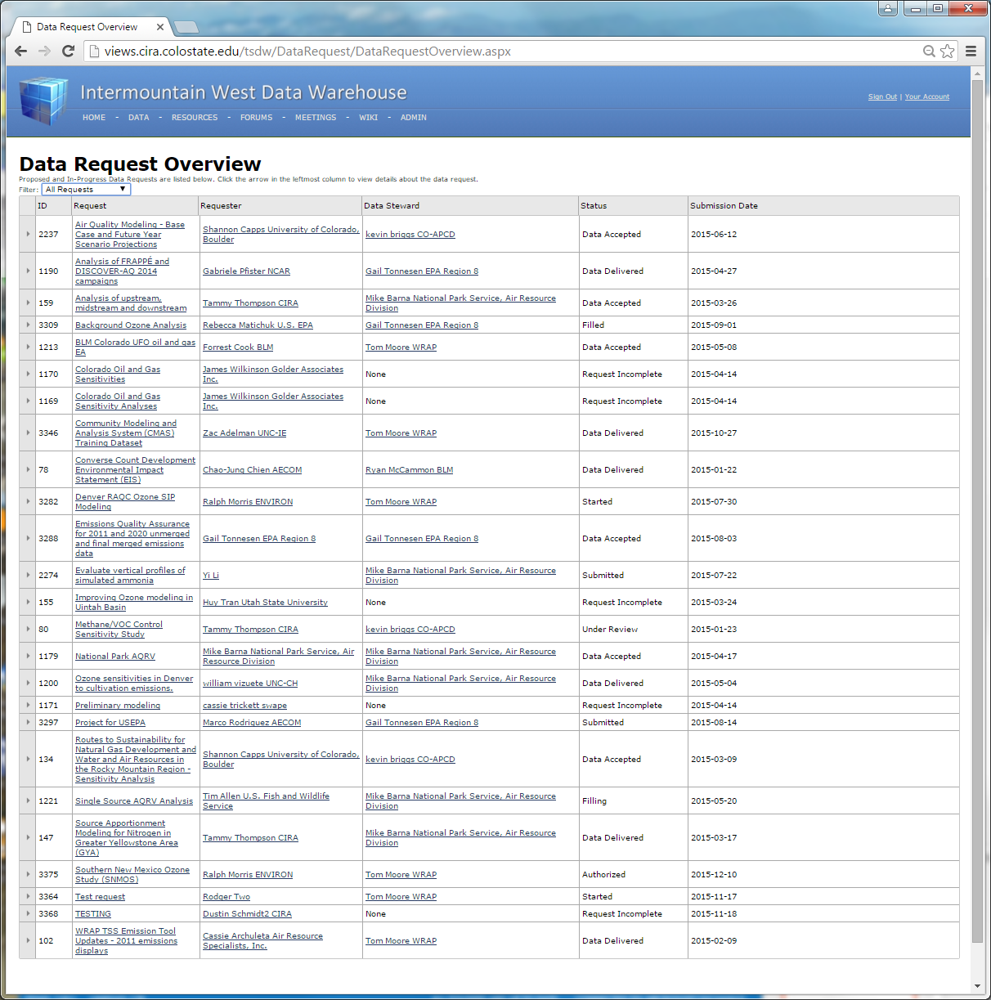 Data Request Overview
views.cira.colostate.edu/tsdw/DataRequest/DataRequestOverview.aspx
Intermountain West Data Warehouse
Sign Out | Your Account
HOME - DATA - RESOURCES - FORUMS - MEETINGS - WIKI - ADMIN
Data Request Overview
Proposed and In-Progress Data Requests are listed below. Click the arrow in the leftmost column to view details about the data request.
Filter: All Requests
ID Request Requester Data Steward Status Submission Date
2237 Air Quality Modeling - Base
Case and Future Year
Scenario Projections
Shannon Capps University of Colorado,
Boulder
kevin briggs CO-APCD Data Accepted 2015-06-12
1190 Analysis of FRAPPÉ and
DISCOVER-AQ 2014
campaigns
Gabriele Pfister NCAR Gail Tonnesen EPA Region 8 Data Delivered 2015-04-27
159 Analysis of upstream,
midstream and downstream
Tammy Thompson CIRA
Mike Barna National Park Service, Air Resource
Division
Data Accepted 2015-03-26
3309 Background Ozone Analysis Rebecca Matichuk U.S. EPA Gail Tonnesen EPA Region 8 Filled 2015-09-01
1213 BLM Colorado UFO oil and gas
EA
Forrest Cook BLM Tom Moore WRAP Data Accepted 2015-05-08
1170 Colorado Oil and Gas
Sensitivities
James Wilkinson Golder Associates
Inc.
None Request Incomplete 2015-04-14
1169 Colorado Oil and Gas
Sensitivity Analyses
James Wilkinson Golder Associates
Inc.
None Request Incomplete 2015-04-14
3346 Community Modeling and
Analysis System (CMAS)
Training Dataset
Zac Adelman UNC-IE Tom Moore WRAP Data Delivered 2015-10-27
78 Converse Count Development
Environmental Impact
Statement (EIS)
Chao-Jung Chien AECOM Ryan McCammon BLM Data Delivered 2015-01-22
3282 Denver RAQC Ozone SIP
Modeling
Ralph Morris ENVIRON Tom Moore WRAP Started 2015-07-30
3288 Emissions Quality Assurance
for 2011 and 2020 unmerged
and final merged emissions
data
Gail Tonnesen EPA Region 8 Gail Tonnesen EPA Region 8 Data Accepted 2015-08-03
2274 Evaluate vertical profiles of
simulated ammonia
Yi Li
Mike Barna National Park Service, Air Resource
Division
Submitted 2015-07-22
155 Improving Ozone modeling in
Uintah Basin
Huy Tran Utah State University None Request Incomplete 2015-03-24
80 Methane/VOC Control
Sensitivity Study
Tammy Thompson CIRA kevin briggs CO-APCD Under Review 2015-01-23
1179 National Park AQRV
Mike Barna National Park Service, Air
Resource Division
Mike Barna National Park Service, Air Resource
Division
Data Accepted 2015-04-17
1200 Ozone sensitivities in Denver
to cultivation emissions.
william vizuete UNC-CH
Mike Barna National Park Service, Air Resource
Division
Data Delivered 2015-05-04
1171 Preliminary modeling cassie trickett swape None Request Incomplete 2015-04-14
3297 Project for USEPA Marco Rodriguez AECOM Gail Tonnesen EPA Region 8 Submitted 2015-08-14
134 Routes to Sustainability for
Natural Gas Development and
Water and Air Resources in
the Rocky Mountain Region -
Sensitivity Analysis
Shannon Capps University of Colorado,
Boulder
kevin briggs CO-APCD Data Accepted 2015-03-09
1221 Single Source AQRV Analysis
Tim Allen U.S. Fish and Wildlife
Service
Mike Barna National Park Service, Air Resource
Division
Filling 2015-05-20
147 Source Apportionment
Modeling for Nitrogen in
Greater Yellowstone Area
(GYA)
Tammy Thompson CIRA
Mike Barna National Park Service, Air Resource
Division
Data Delivered 2015-03-17
3375 Southern New Mexico Ozone
Study (SNMOS)
Ralph Morris ENVIRON Tom Moore WRAP Authorized 2015-12-10
3364 Test request Rodger Two Tom Moore WRAP Started 2015-11-17
3368 TESTING Dustin Schmidt2 CIRA None Request Incomplete 2015-11-18
102 WRAP TSS Emission Tool
Updates - 2011 emissions
displays
Cassie Archuleta Air Resource
Specialists, Inc.
Tom Moore WRAP Data Delivered 2015-02-09